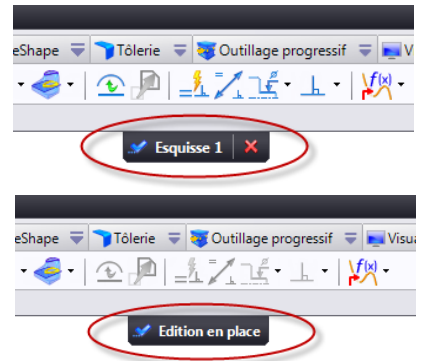 eShape Tôlerie Outillage progressif V
f(x)
Esquisse 1
eShape Tôlerie Outillage progressif Visua
f(x)
Edition en place